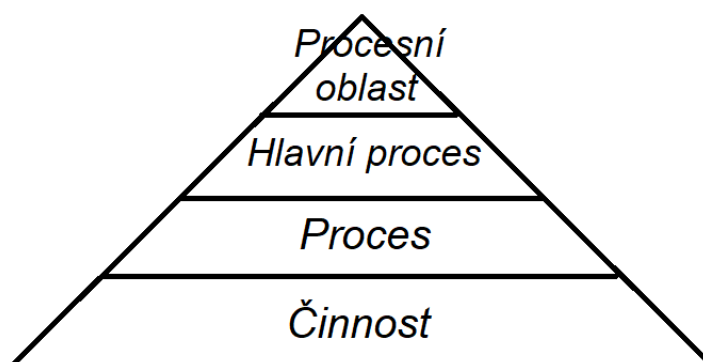 Procesní
oblast
Hlavní proces
Proces
Činnost